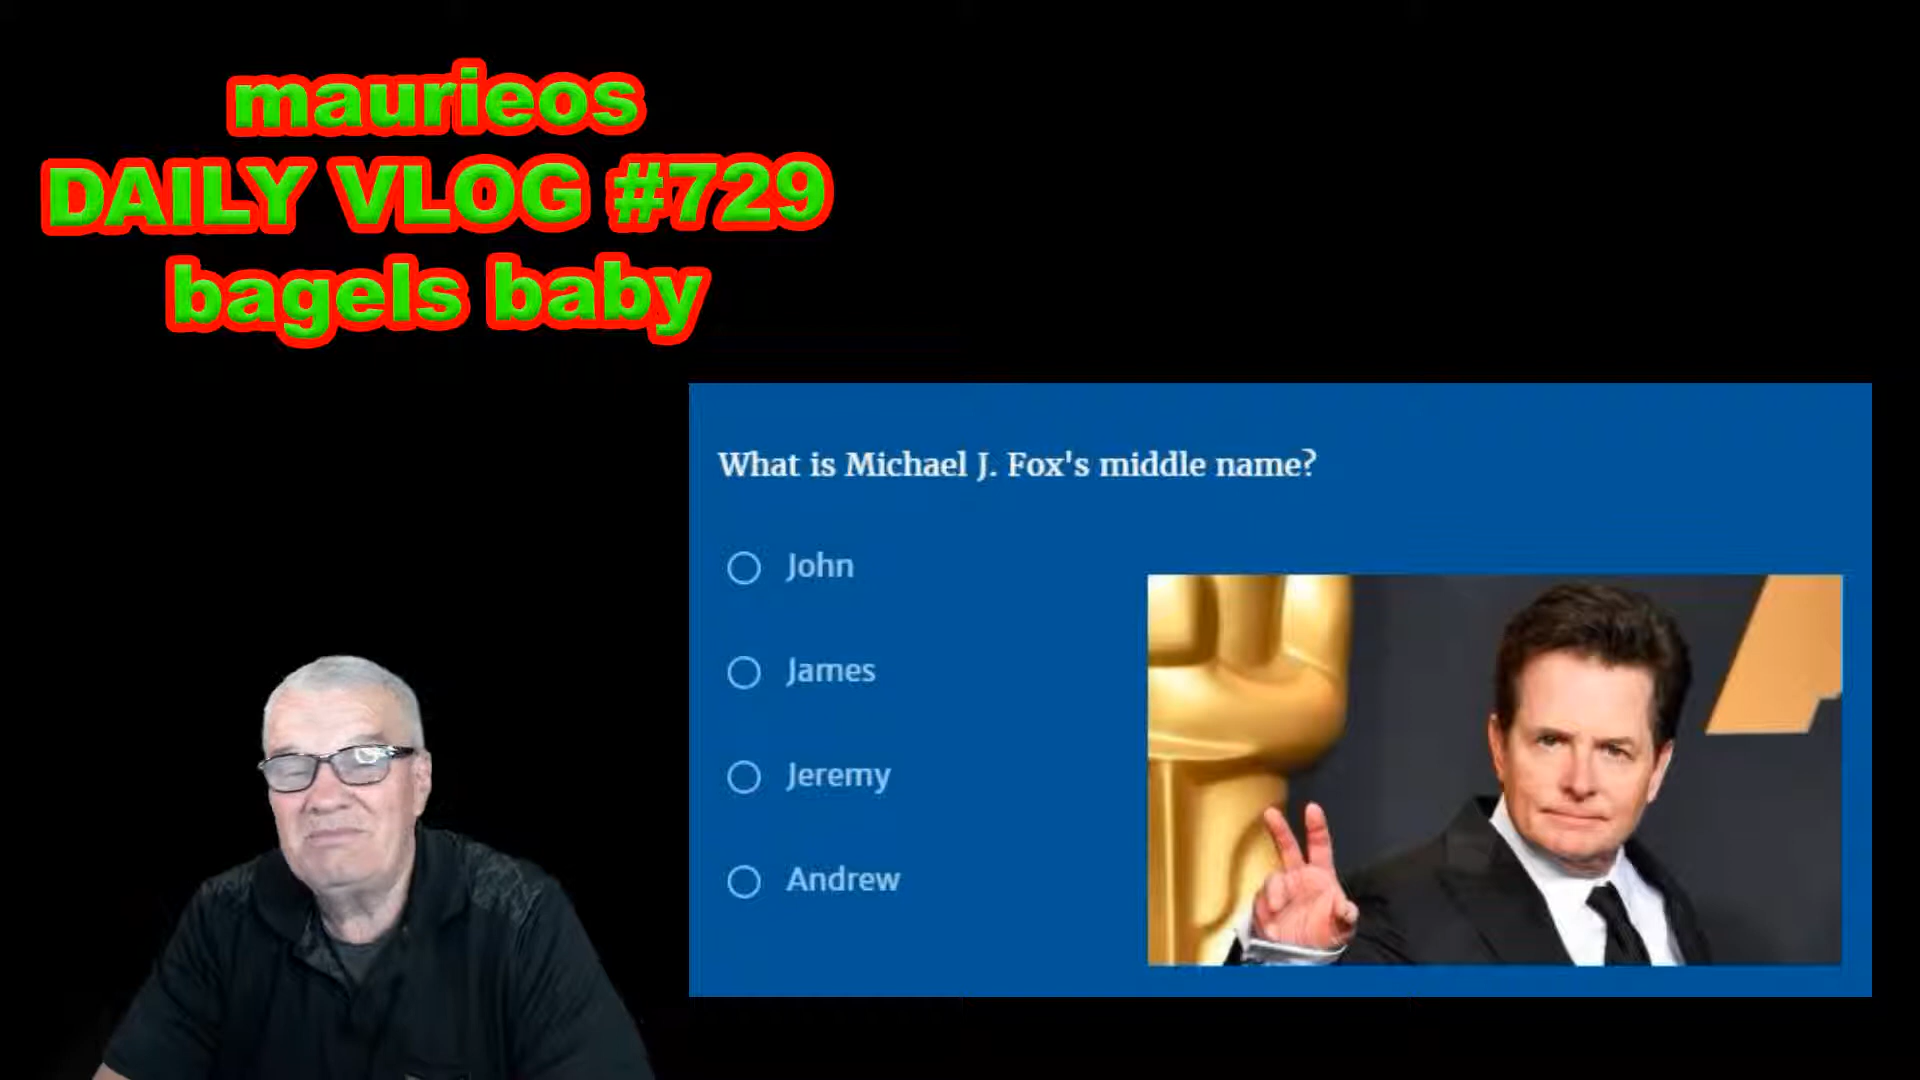 maurieos
DAILY VLOG #729
bagels baby
What is Michael J. Fox's middle name?
John
James
Jeremy
Andrew